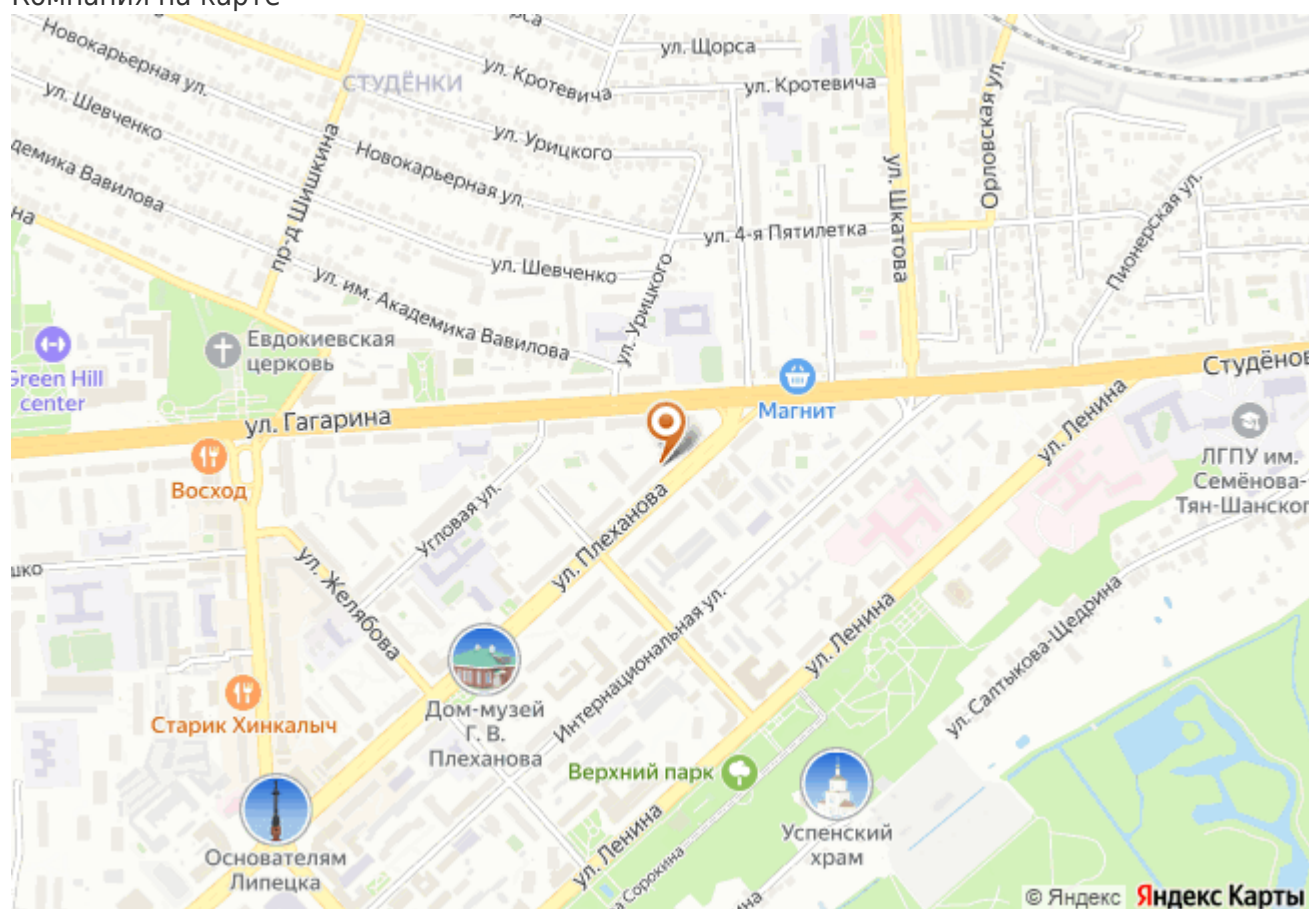 Компания на карте
Новокарьерная ул.
СТУДЁНКИ
ул. Кротевича
ул. Щорса
ул. Кротевича
Орловская ул.
ул. Шевченко
пр-д Шишкина
ул. Урицкого
Новокарьерная ул.
ул. Шкатова
Пионерская ул.
ул. 4-я Пятилетка
ул. Шевченко
ул. им. Академика Вавилова
ул. Урицкого
Евдокиевская
церковь
Green Hill
center
ул. Гагарина
Магнит
ул. Ленина
ЛГПУ им.
Семёнова-
Восход
Угловая ул.
ул. Плеханова
ул. Желябова
Интернациональная ул.
ул. Ленина
ул. Салтыкова-Щедрина
Старик Хинкалыч
Дом-музей
Г. В.
Плеханова
Верхний парк
Успенский
храм
Основателям
Липецка
ул. Ленина
Сорокина
© Яндекс Яндекс Карты